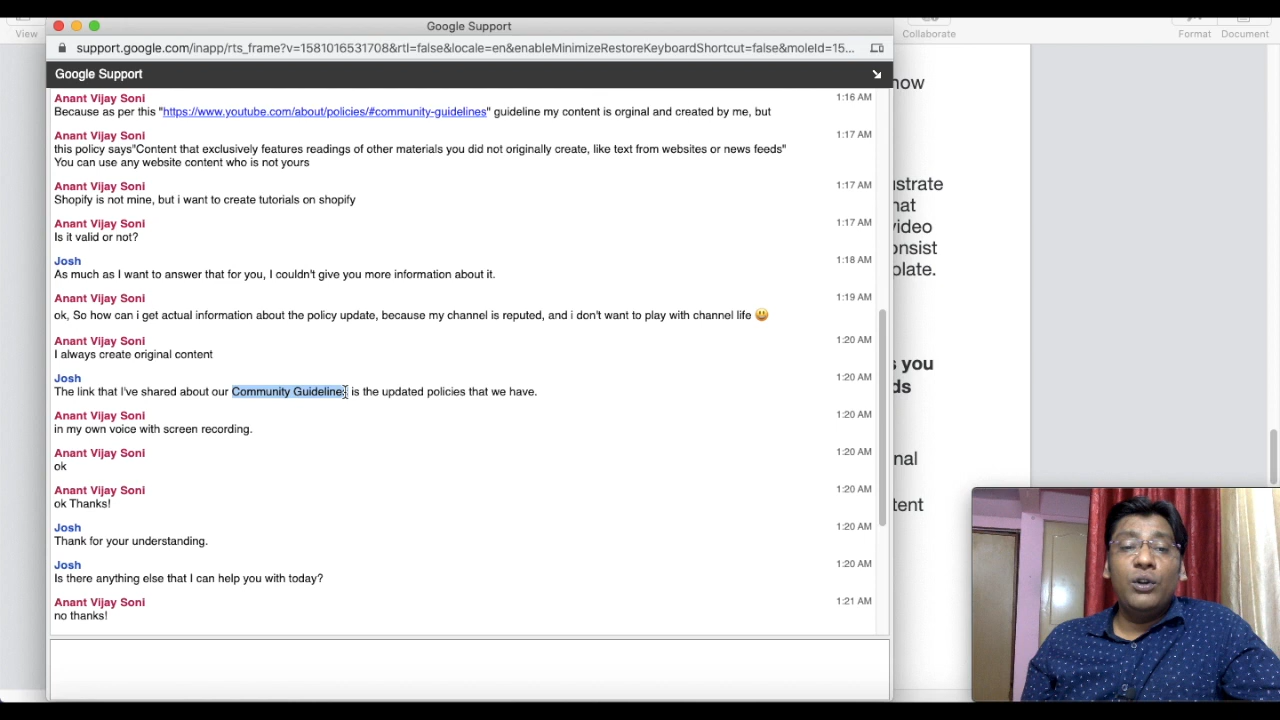 Google Support
View
Collaborate
Format
Document
support.google.com/inapp/rts_frame?v=1581016531708&rtl=false&locale=en&enableMinimizeRestoreKeyboardShortcut=false&moleId=15...
Google Support
Anant Vijay Soni 1:16 AM
Because as per this "https://www.youtube.com/about/policies/#community-guidelines" guideline my content is orginal and created by me, but
Anant Vijay Soni 1:17 AM
this policy says"Content that exclusively features readings of other materials you did not originally create, like text from websites or news feeds"
You can use any website content who is not yours
Anant Vijay Soni 1:17 AM
Shopify is not mine, but i want to create tutorials on shopify
Anant Vijay Soni 1:17 AM
Is it valid or not?
Josh 1:18 AM
As much as I want to answer that for you, I couldn't give you more information about it.
Anant Vijay Soni 1:19 AM
ok, So how can i get actual information about the policy update, because my channel is reputed, and i don't want to play with channel life 😃
Anant Vijay Soni 1:20 AM
I always create original content
Josh 1:20 AM
The link that I've shared about our Community Guidelines is the updated policies that we have.
Anant Vijay Soni 1:20 AM
in my own voice with screen recording.
Anant Vijay Soni 1:20 AM
ok
Anant Vijay Soni 1:20 AM
ok Thanks!
Josh 1:20 AM
Thank for your understanding.
Josh 1:20 AM
Is there anything else that I can help you with today?
Anant Vijay Soni 1:21 AM
no thanks!
now
ustrate
hat
video
onsist
plate.
s you
ds
nal
tent